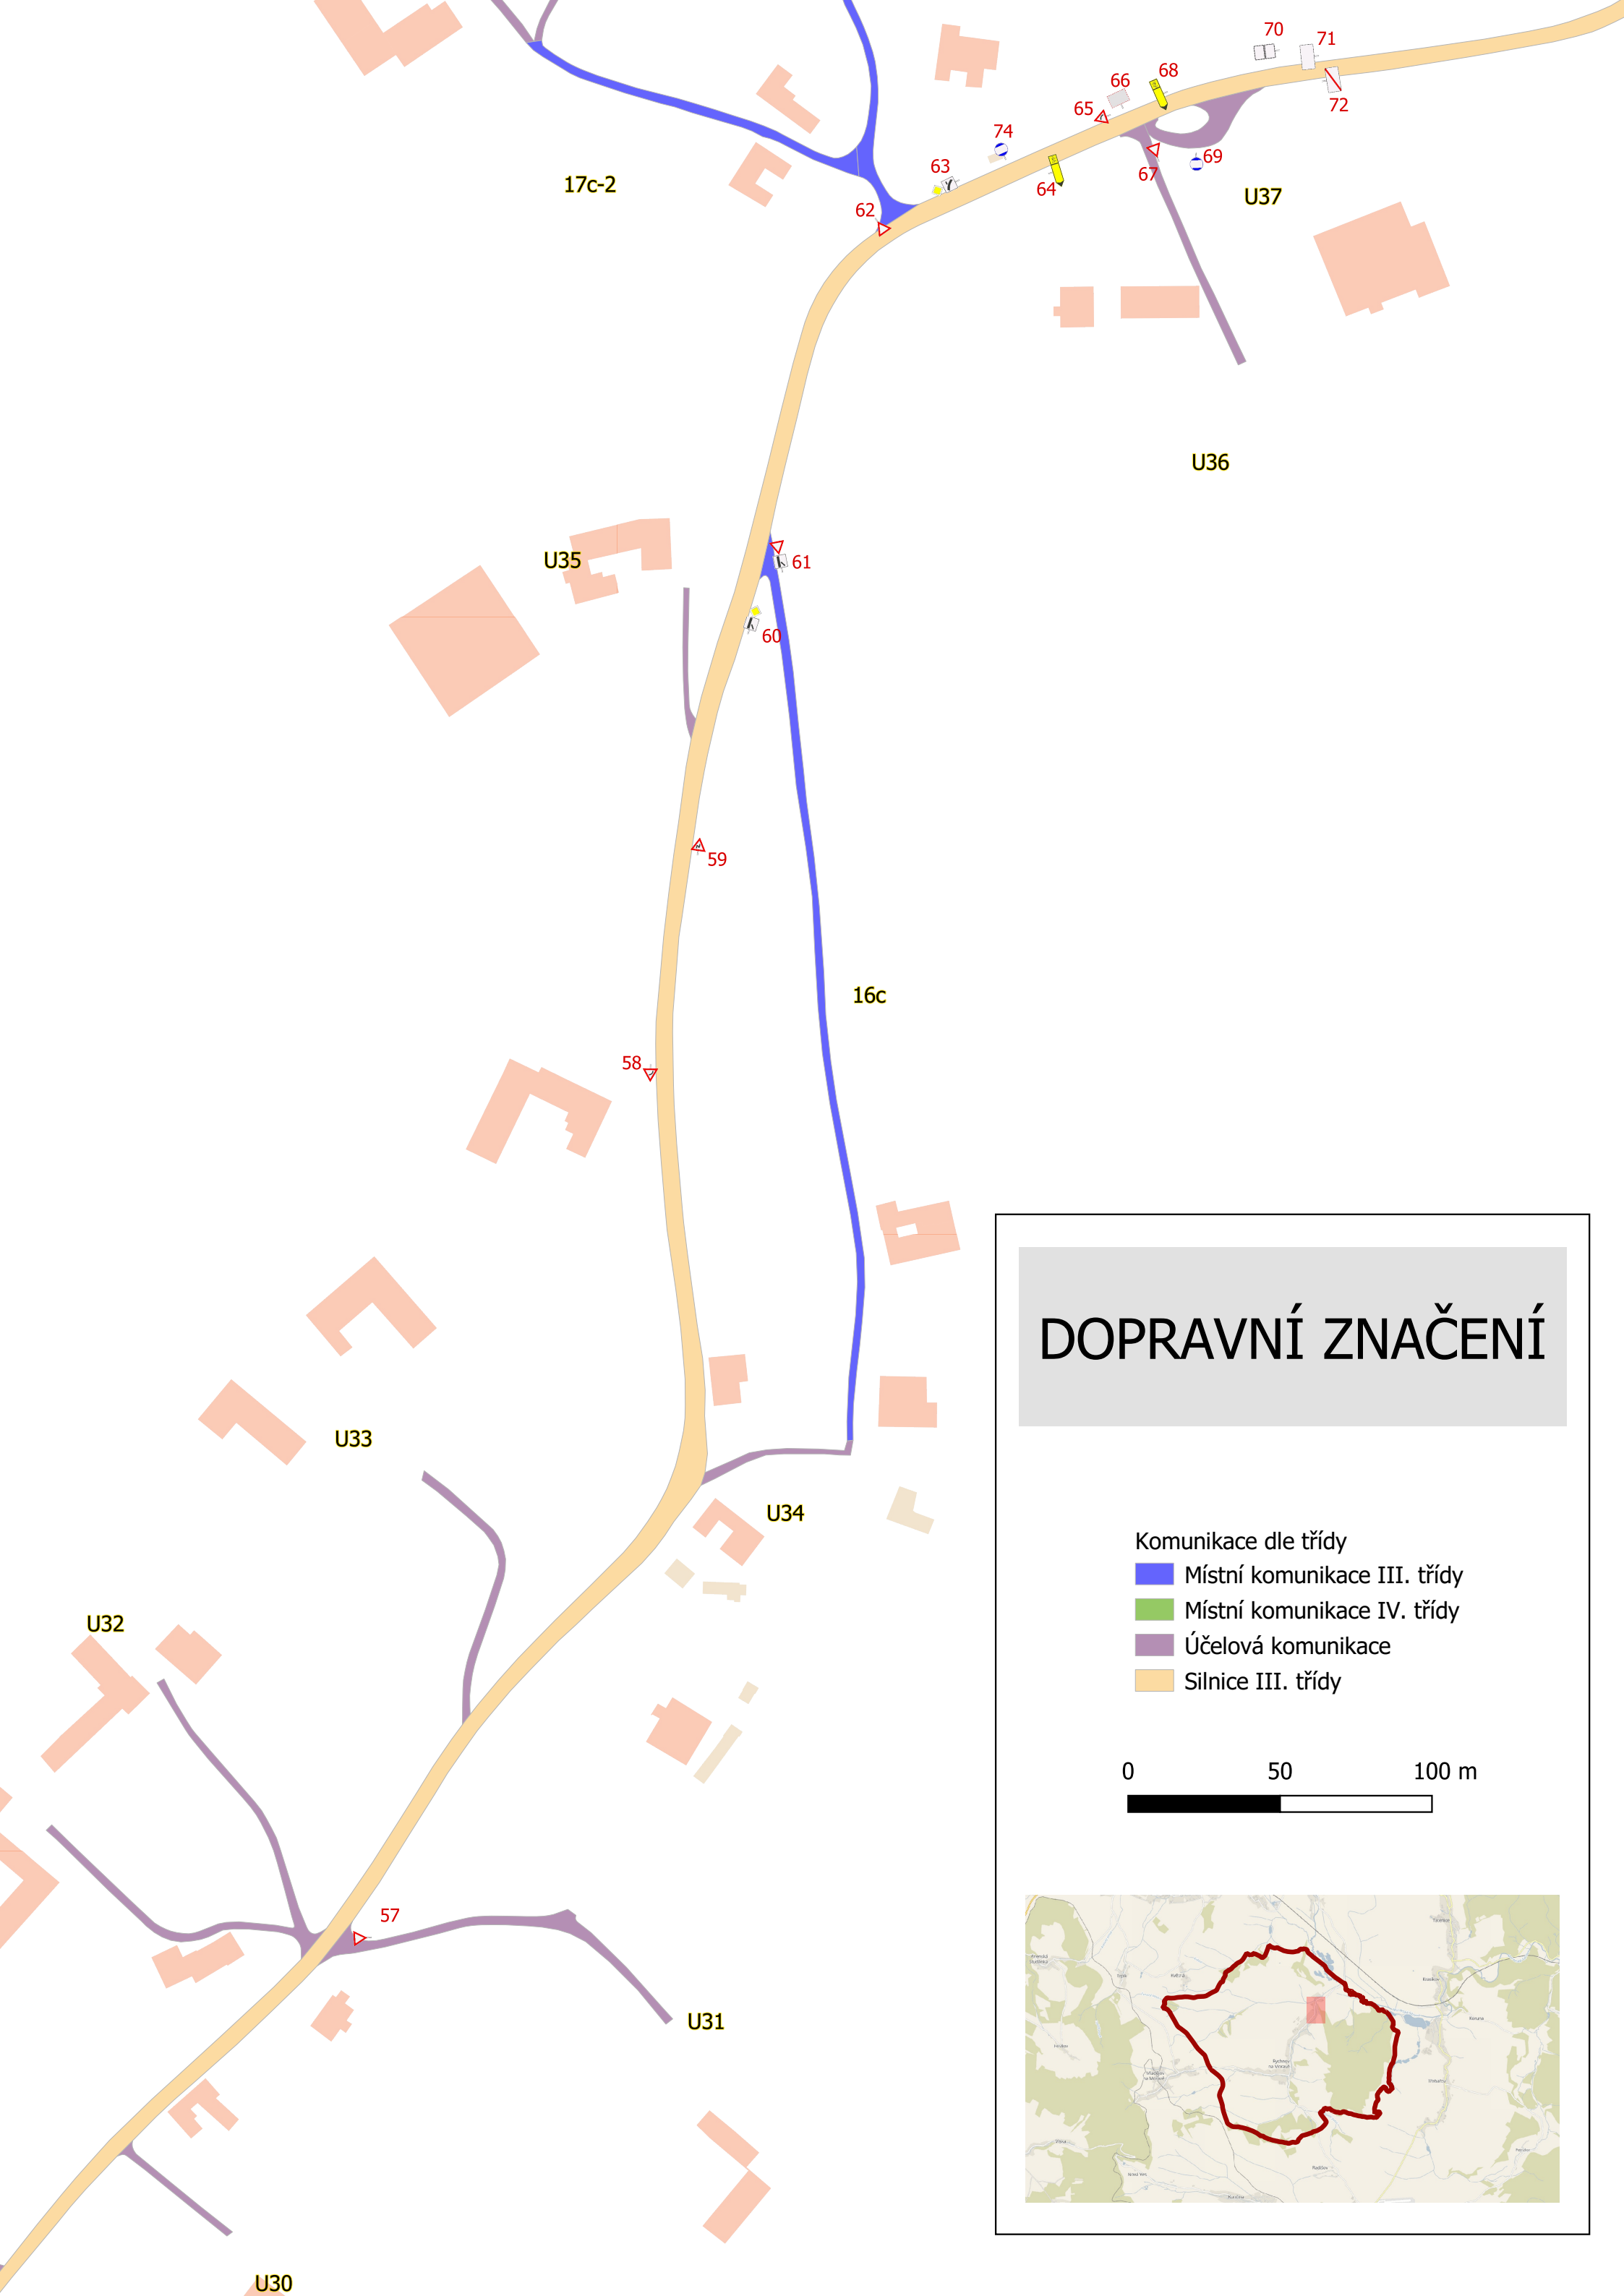 70
71
68
66
72
65
74
69
63
67
17c-2
64
U37
62
U36
U35
61
60
59
16c
58
DOPRAVNÍ ZNAČENÍ
U33
U34
Komunikace dle třídy
Místní komunikace III. třídy
Místní komunikace IV. třídy
U32
Účelová komunikace
Silnice III. třídy
0 50 100 m
57
U31
U30